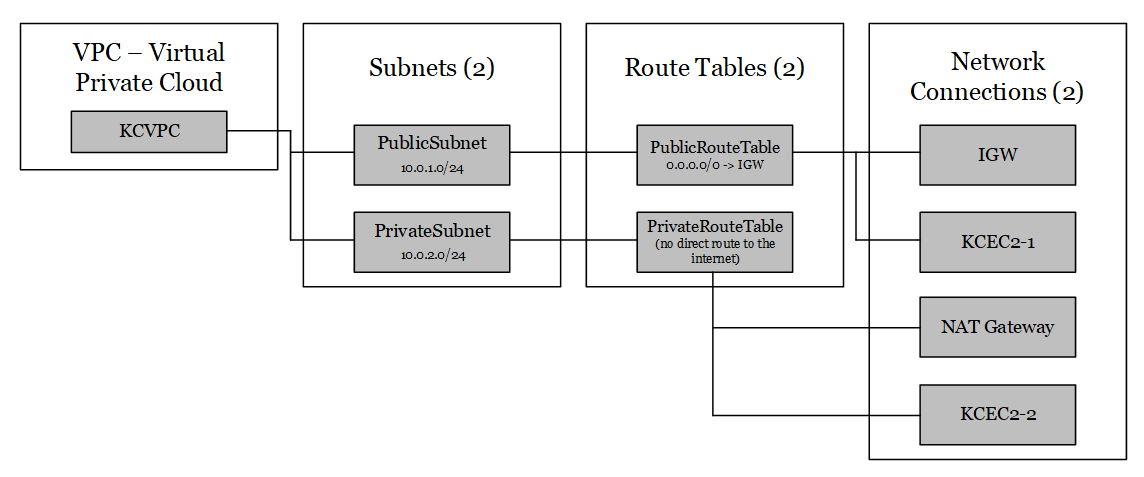 VPC – Virtual
Private Cloud
KCVPC
Subnets (2)
PublicSubnet
10.0.1.0/24
PrivateSubnet
10.0.2.0/24
Route Tables (2)
PublicRouteTable
0.0.0.0/0 -> IGW
PrivateRouteTable
(no direct route to the
internet)
Network
Connections (2)
IGW
KCEC2-1
NAT Gateway
KCEC2-2